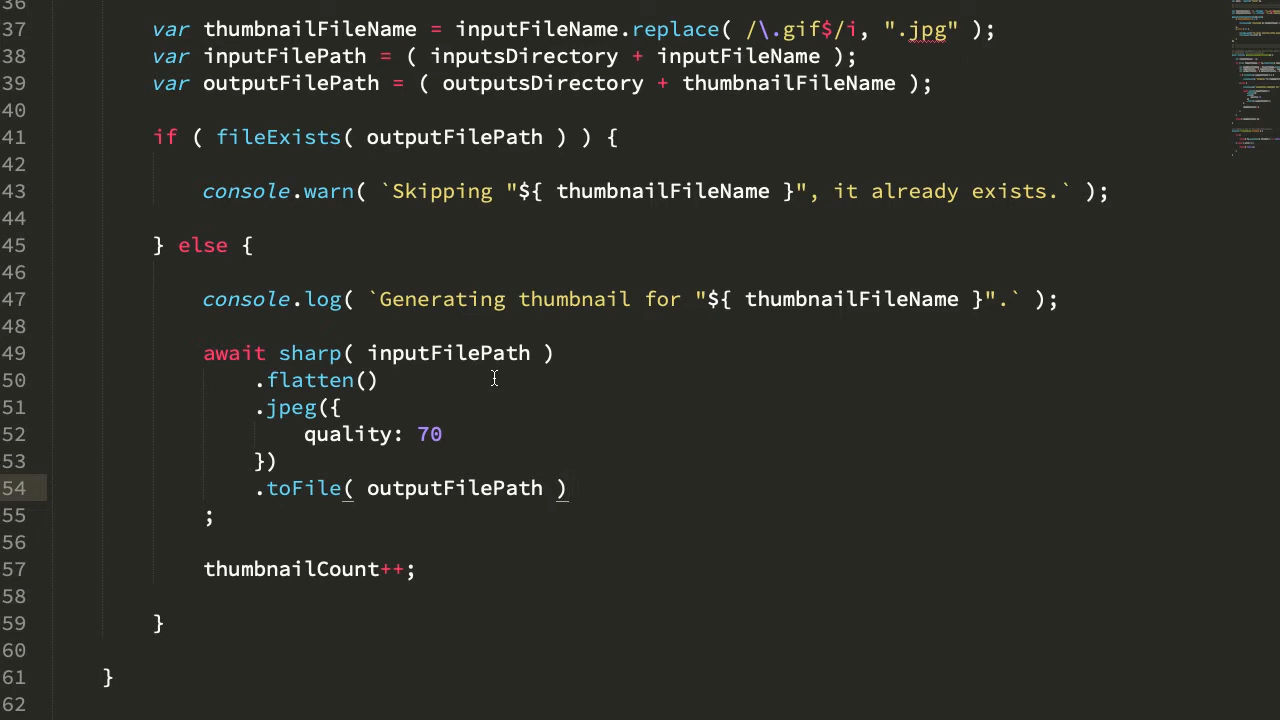 36
37 var thumbnailFileName = inputFileName.replace( /\.gif$/i, ".jpg" );
38 var inputFilePath = ( inputsDirectory + inputFileName );
39 var outputFilePath = ( outputsDirectory + thumbnailFileName );
40
41 if ( fileExists( outputFilePath ) ) {
42
43 console.warn( `Skipping "${ thumbnailFileName }", it already exists.` );
44
45 } else {
46
47 console.log( `Generating thumbnail for "${ thumbnailFileName }".` );
48
49 await sharp( inputFilePath )
50 .flatten()
51 .jpeg({
52 quality: 70
53 })
54 .toFile( outputFilePath )
55 ;
56
57 thumbnailCount++;
58
59 }
60
61 }
62